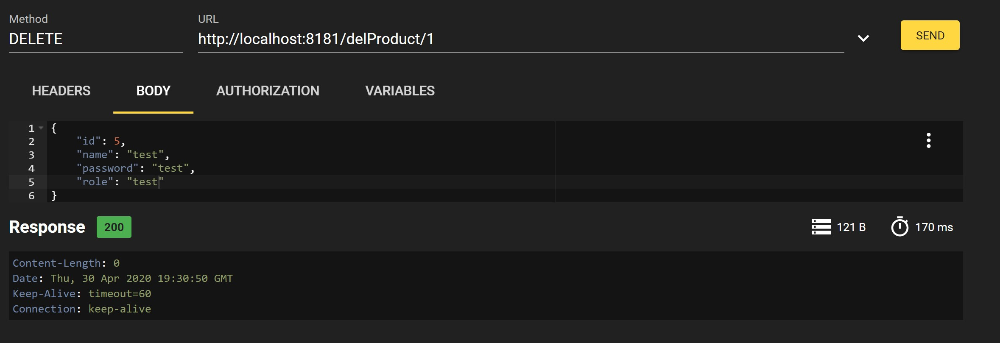 Method
DELETE
URL
http://localhost:8181/delProduct/1
SEND
HEADERS BODY AUTHORIZATION VARIABLES
1 {
2 "id": 5,
3 "name": "test",
4 "password": "test",
5 "role": "test"
6 }
Response 200 121 B 170 ms
Content-Length: 0
Date: Thu, 30 Apr 2020 19:30:50 GMT
Keep-Alive: timeout=60
Connection: keep-alive